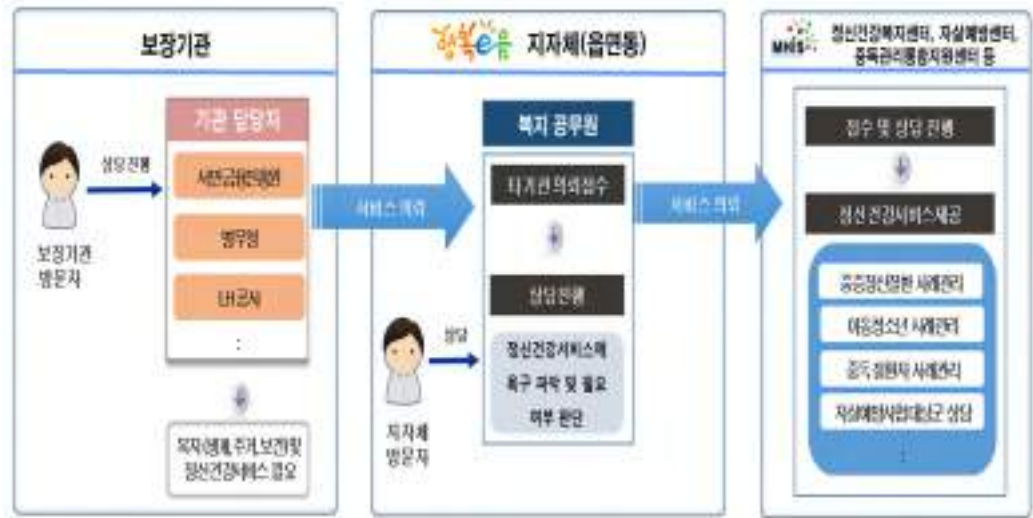 보장기관
기관 담당자
상담진행
서민금융진흥원
병무청
LH공사
:
보장기관
방문자
복지(생계,주거,보건)및
정신건강서비스 필요
서비스 의뢰
행복e음 지자체(읍면동)
복지 공무원
타기관 의뢰접수
상담진행
상담
정신건강서비스에
욕구 파악 및 필요
여부 판단
지자체
방문자
서비스 의뢰
MHIS
정신건강복지센터, 자살예방센터,
중독관리통합지원센터 등
접수 및 상담 진행
정신건강서비스제공
중증정신질환 사례관리
아동청소년 사례관리
중독 질환자 사례관리
자살예방사업대상군 상담
: